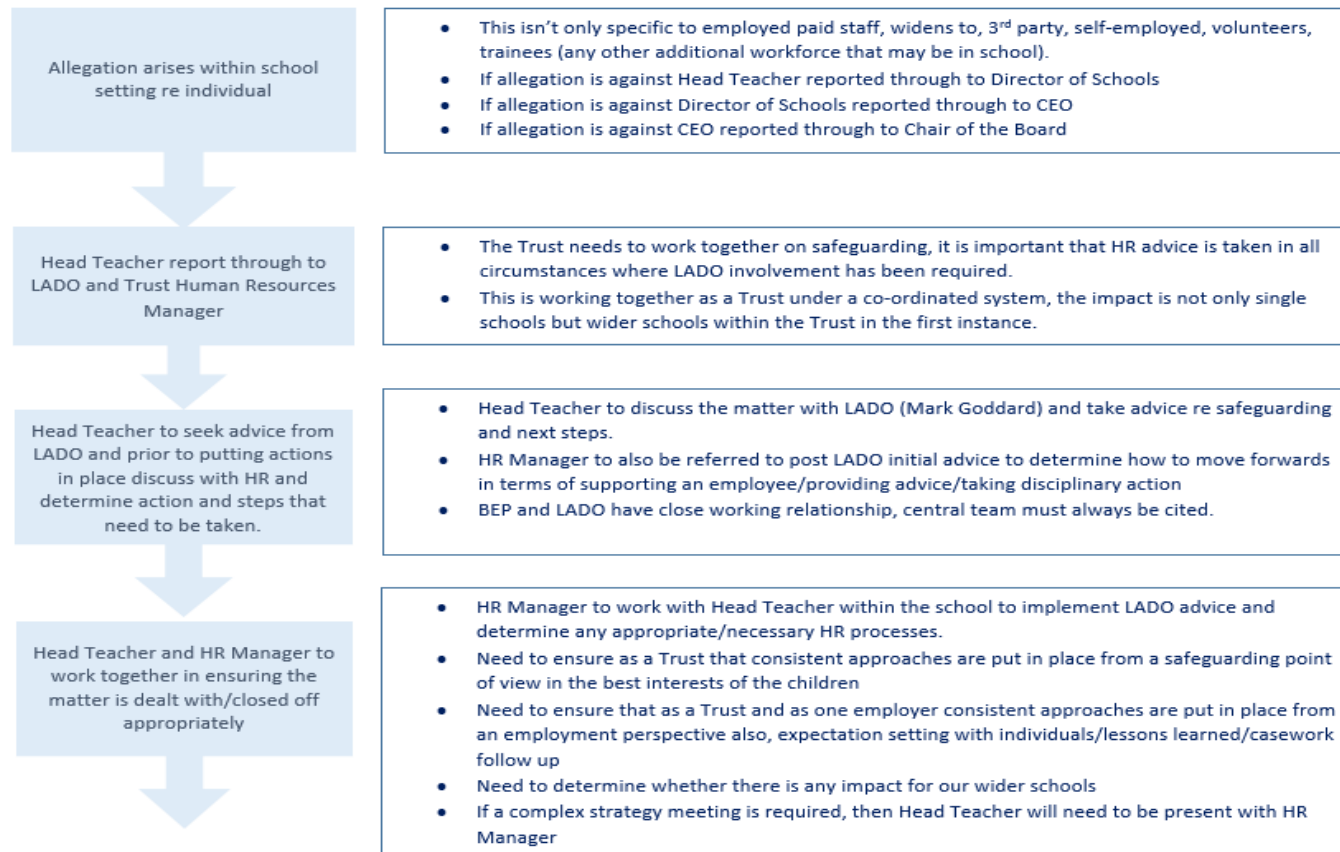 Allegation arises within school
setting re individual
• This isn’t only specific to employed paid staff, widens to, 3rd party, self-employed, volunteers,
trainees (any other additional workforce that may be in school).
• If allegation is against Head Teacher reported through to Director of Schools
• If allegation is against Director of Schools reported through to CEO
• If allegation is against CEO reported through to Chair of the Board
Head Teacher report through to
LADO and Trust Human Resources
Manager
• The Trust needs to work together on safeguarding, it is important that HR advice is taken in all
circumstances where LADO involvement has been required.
• This is working together as a Trust under a co-ordinated system, the impact is not only single
schools but wider schools within the Trust in the first instance.
Head Teacher to seek advice from
LADO and prior to putting actions
in place discuss with HR and
determine action and steps that
need to be taken.
• Head Teacher to discuss the matter with LADO (Mark Goddard) and take advice re safeguarding
and next steps.
• HR Manager to also be referred to post LADO initial advice to determine how to move forwards
in terms of supporting an employee/providing advice/taking disciplinary action
• BEP and LADO have close working relationship, central team must always be cited.
Head Teacher and HR Manager to
work together in ensuring the
matter is dealt with/closed off
appropriately
• HR Manager to work with Head Teacher within the school to implement LADO advice and
determine any appropriate/necessary HR processes.
• Need to ensure as a Trust that consistent approaches are put in place from a safeguarding point
of view in the best interests of the children
• Need to ensure that as a Trust and as one employer consistent approaches are put in place from
an employment perspective also, expectation setting with individuals/lessons learned/casework
follow up
• Need to determine whether there is any impact for our wider schools
• If a complex strategy meeting is required, then Head Teacher will need to be present with HR
Manager